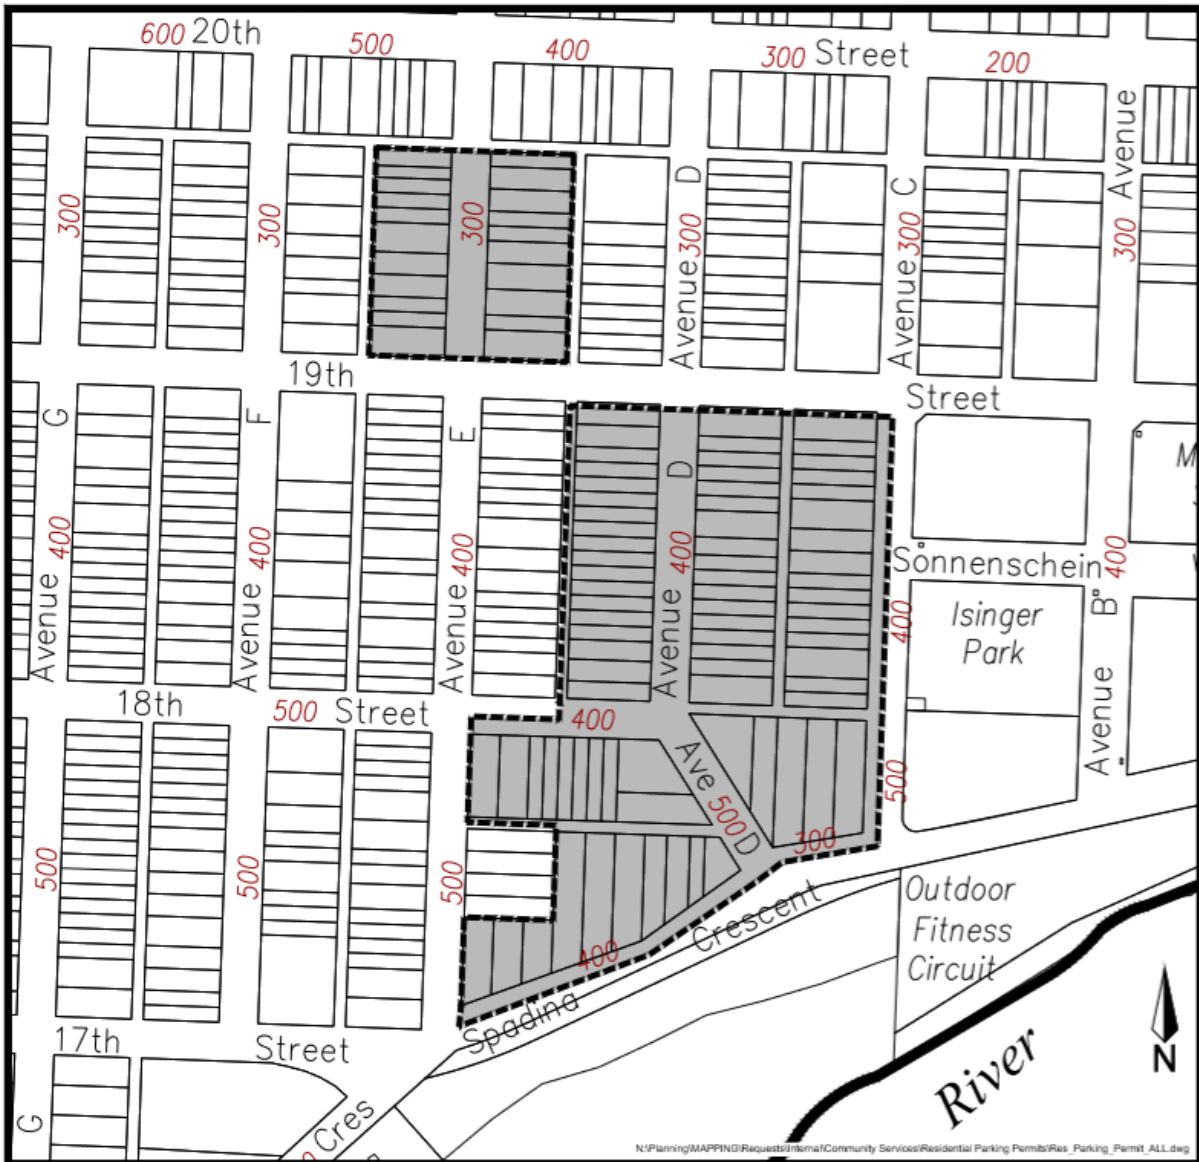 600 20th
500
400
300 Street
200
Avenue
300
300
300
Avenue 300 D
Avenue 300 C
300
19th
Street
G
F
E
D
Avenue 400
Avenue 400
Avenue 400
Avenue 400
400
Sonnenschein
400
Isinger
Park
Avenue B
18th
500 Street
400
Ave 500 D
500
500
500
500
300
400
Spadina Crescent
Outdoor
Fitness
Circuit
17th
Street
G
Cres
River
N
M
N:\Planning\MAPPING\Requests\Internal\Community Services\Residential Parking Permits\Res_Parking_Permit_ALL.dwg